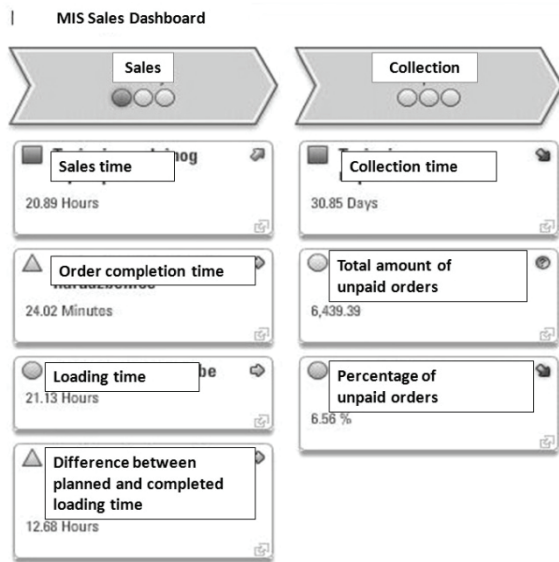 MIS Sales Dashboard
Sales
Collection
Sales time
20.89 Hours
Collection time
30.85 Days
Order completion time
24.02 Minutes
Total amount of
unpaid orders
6,439.39
Loading time
21.13 Hours
Percentage of
unpaid orders
6.56 %
Difference between
planned and completed
loading time
12.68 Hours